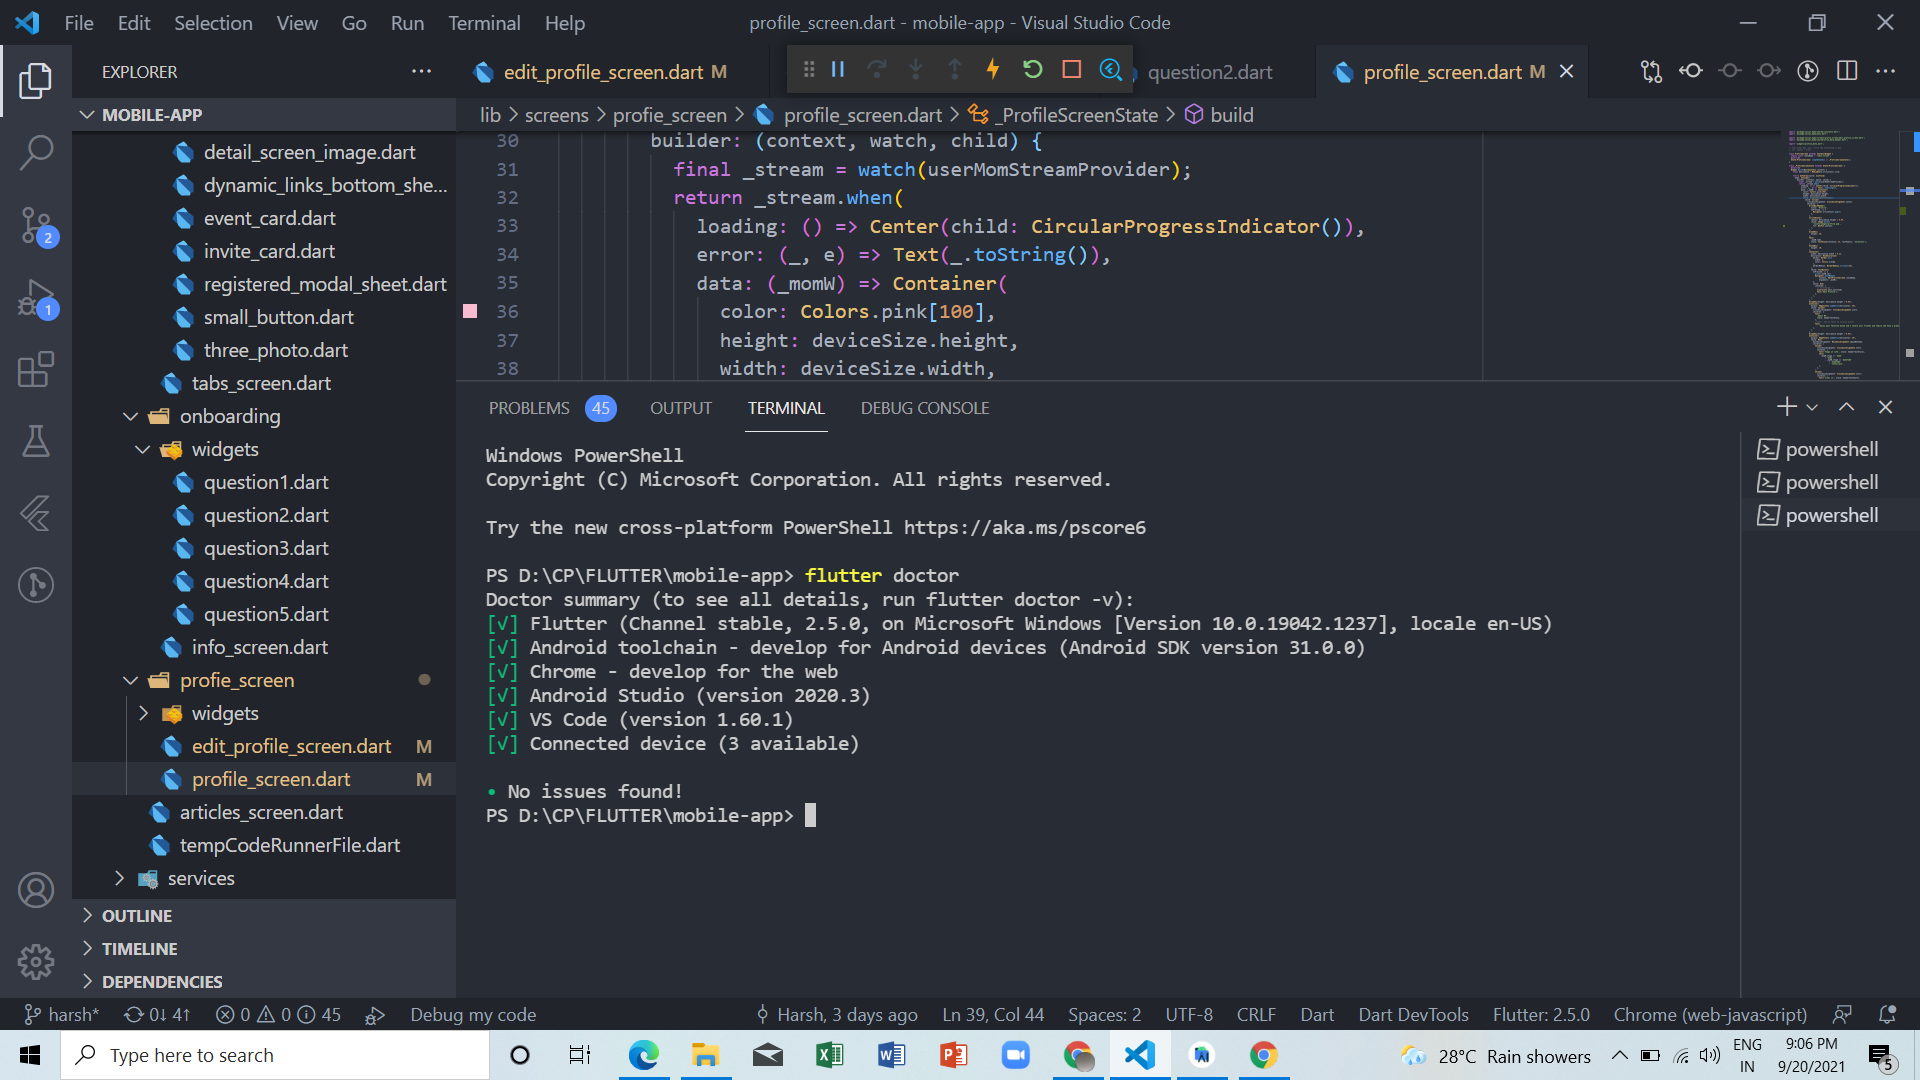 File Edit Selection View Go Run Terminal Help
profile_screen.dart - mobile-app - Visual Studio Code
EXPLORER
edit_profile_screen.dart M
question2.dart
profile_screen.dart M
MOBILE-APP
lib > screens > profie_screen > profile_screen.dart > _ProfileScreenState > build
detail_screen_image.dart
dynamic_links_bottom_she...
event_card.dart
invite_card.dart
registered_modal_sheet.dart
small_button.dart
three_photo.dart
tabs_screen.dart
onboarding
widgets
question1.dart
question2.dart
question3.dart
question4.dart
question5.dart
info_screen.dart
profie_screen
widgets
edit_profile_screen.dart M
profile_screen.dart M
articles_screen.dart
tempCodeRunnerFile.dart
services
OUTLINE
TIMELINE
DEPENDENCIES
2
1
30 builder: (context, watch, child) {
31 final _stream = watch(userMomStreamProvider);
32 return _stream.when(
33 loading: () => Center(child: CircularProgressIndicator()),
34 error: (_, e) => Text(_.toString()),
35 data: (_momW) => Container(
36 color: Colors.pink[100],
37 height: deviceSize.height,
38 width: deviceSize.width,
PROBLEMS 45 OUTPUT TERMINAL DEBUG CONSOLE
Windows PowerShell
Copyright (C) Microsoft Corporation. All rights reserved.
Try the new cross-platform PowerShell https://aka.ms/pscore6
PS D:\CP\FLUTTER\mobile-app> flutter doctor
Doctor summary (to see all details, run flutter doctor -v):
[√] Flutter (Channel stable, 2.5.0, on Microsoft Windows [Version 10.0.19042.1237], locale en-US)
[√] Android toolchain - develop for Android devices (Android SDK version 31.0.0)
[√] Chrome - develop for the web
[√] Android Studio (version 2020.3)
[√] VS Code (version 1.60.1)
[√] Connected device (3 available)
• No issues found!
PS D:\CP\FLUTTER\mobile-app>
powershell
powershell
powershell
harsh* 0↓ 4↑ 0 0 45 Debug my code Harsh, 3 days ago Ln 39, Col 44 Spaces: 2 UTF-8 CRLF Dart Dart DevTools Flutter: 2.5.0 Chrome (web-javascript)
Type here to search
28°C Rain showers
ENG
IN
9:06 PM
9/20/2021
5